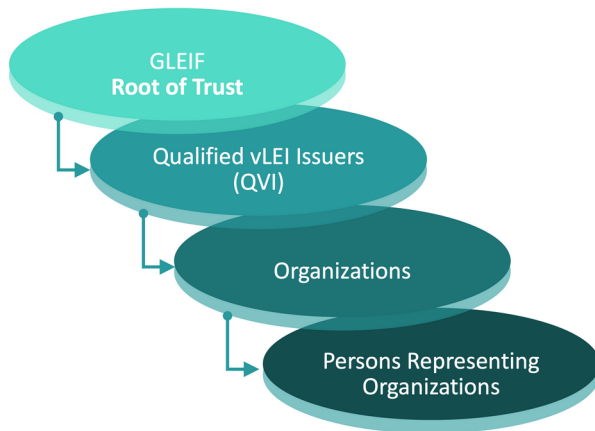 GLEIF
Root of Trust
Qualified vLEI Issuers
(QVI)
Organizations
Persons Representing
Organizations